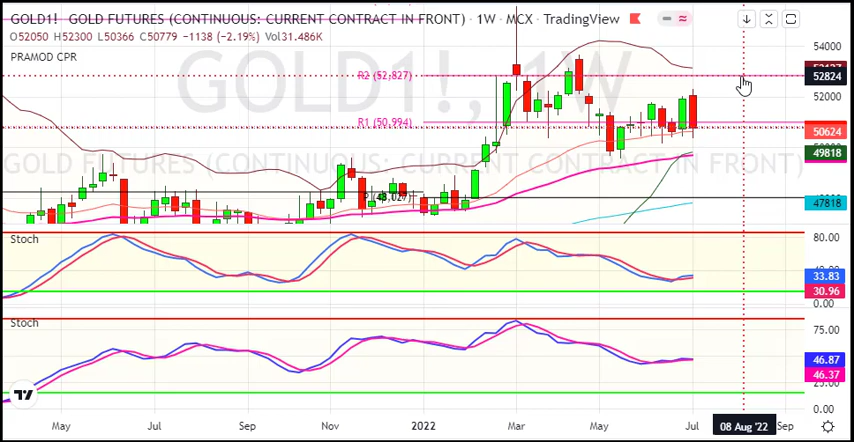 GOLD1! GOLD FUTURES (CONTINUOUS: CURRENT CONTRACT IN FRONT) · 1W · MCX · TradingView
O52050 H52300 L50366 C50779 −1138 (−2.19%) Vol31.486K
PRAMOD CPR
GOLD1!, 1W
GOLD FUTURES (CONTINUOUS: CURRENT CONTRACT IN FRONT)
R2 (52,827)
R1 (50,994)
54000
52824
52000
50624
49818
47818
Stoch
80.00
33.83
30.96
0.00
Stoch
75.00
46.87
46.37
25.00
0.00
May Jul Sep Nov 2022 Mar May Jul 08 Aug '22 Sep